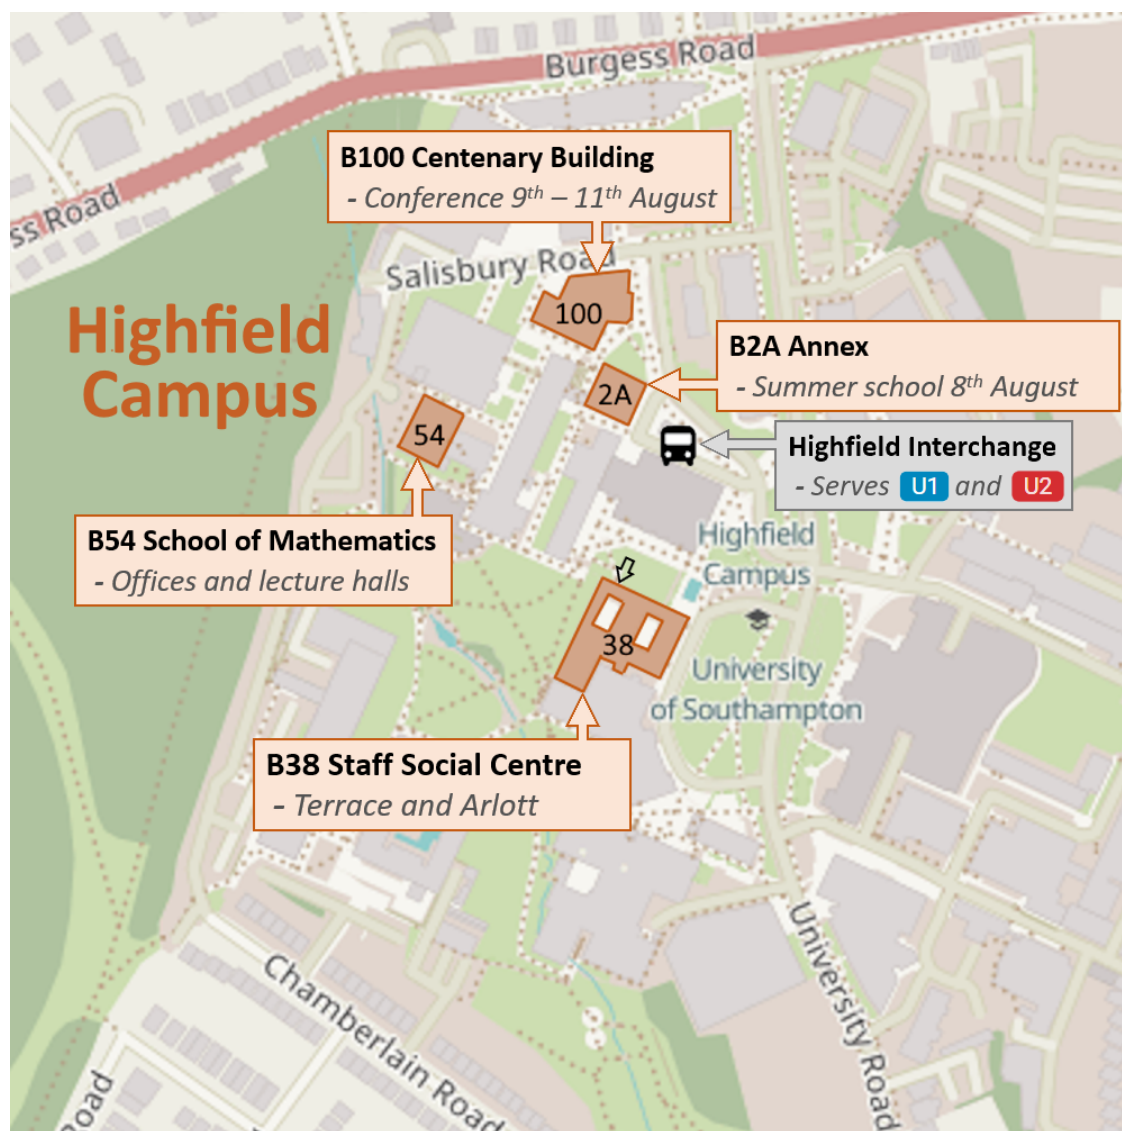 Burgess Road
B100 Centenary Building
- Conference 9th – 11th August
ss Road
Salisbury Road
Highfield
Campus
100
B2A Annex
- Summer school 8th August
2A
54
Highfield Interchange
- Serves U1 and U2
B54 School of Mathematics
- Offices and lecture halls
Highfield
Campus
38
University
of Southampton
B38 Staff Social Centre
- Terrace and Arlott
University Road
Chamberlain Road
Road